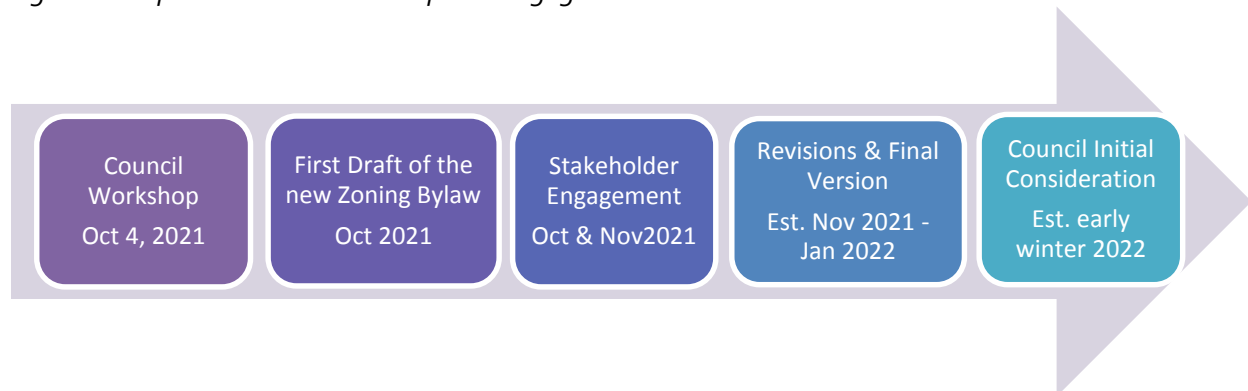 Council
Workshop
Oct 4, 2021
First Draft of the
new Zoning Bylaw
Oct 2021
Stakeholder
Engagement
Oct & Nov2021
Revisions & Final
Version
Est. Nov 2021 -
Jan 2022
Council Initial
Consideration
Est. early
winter 2022